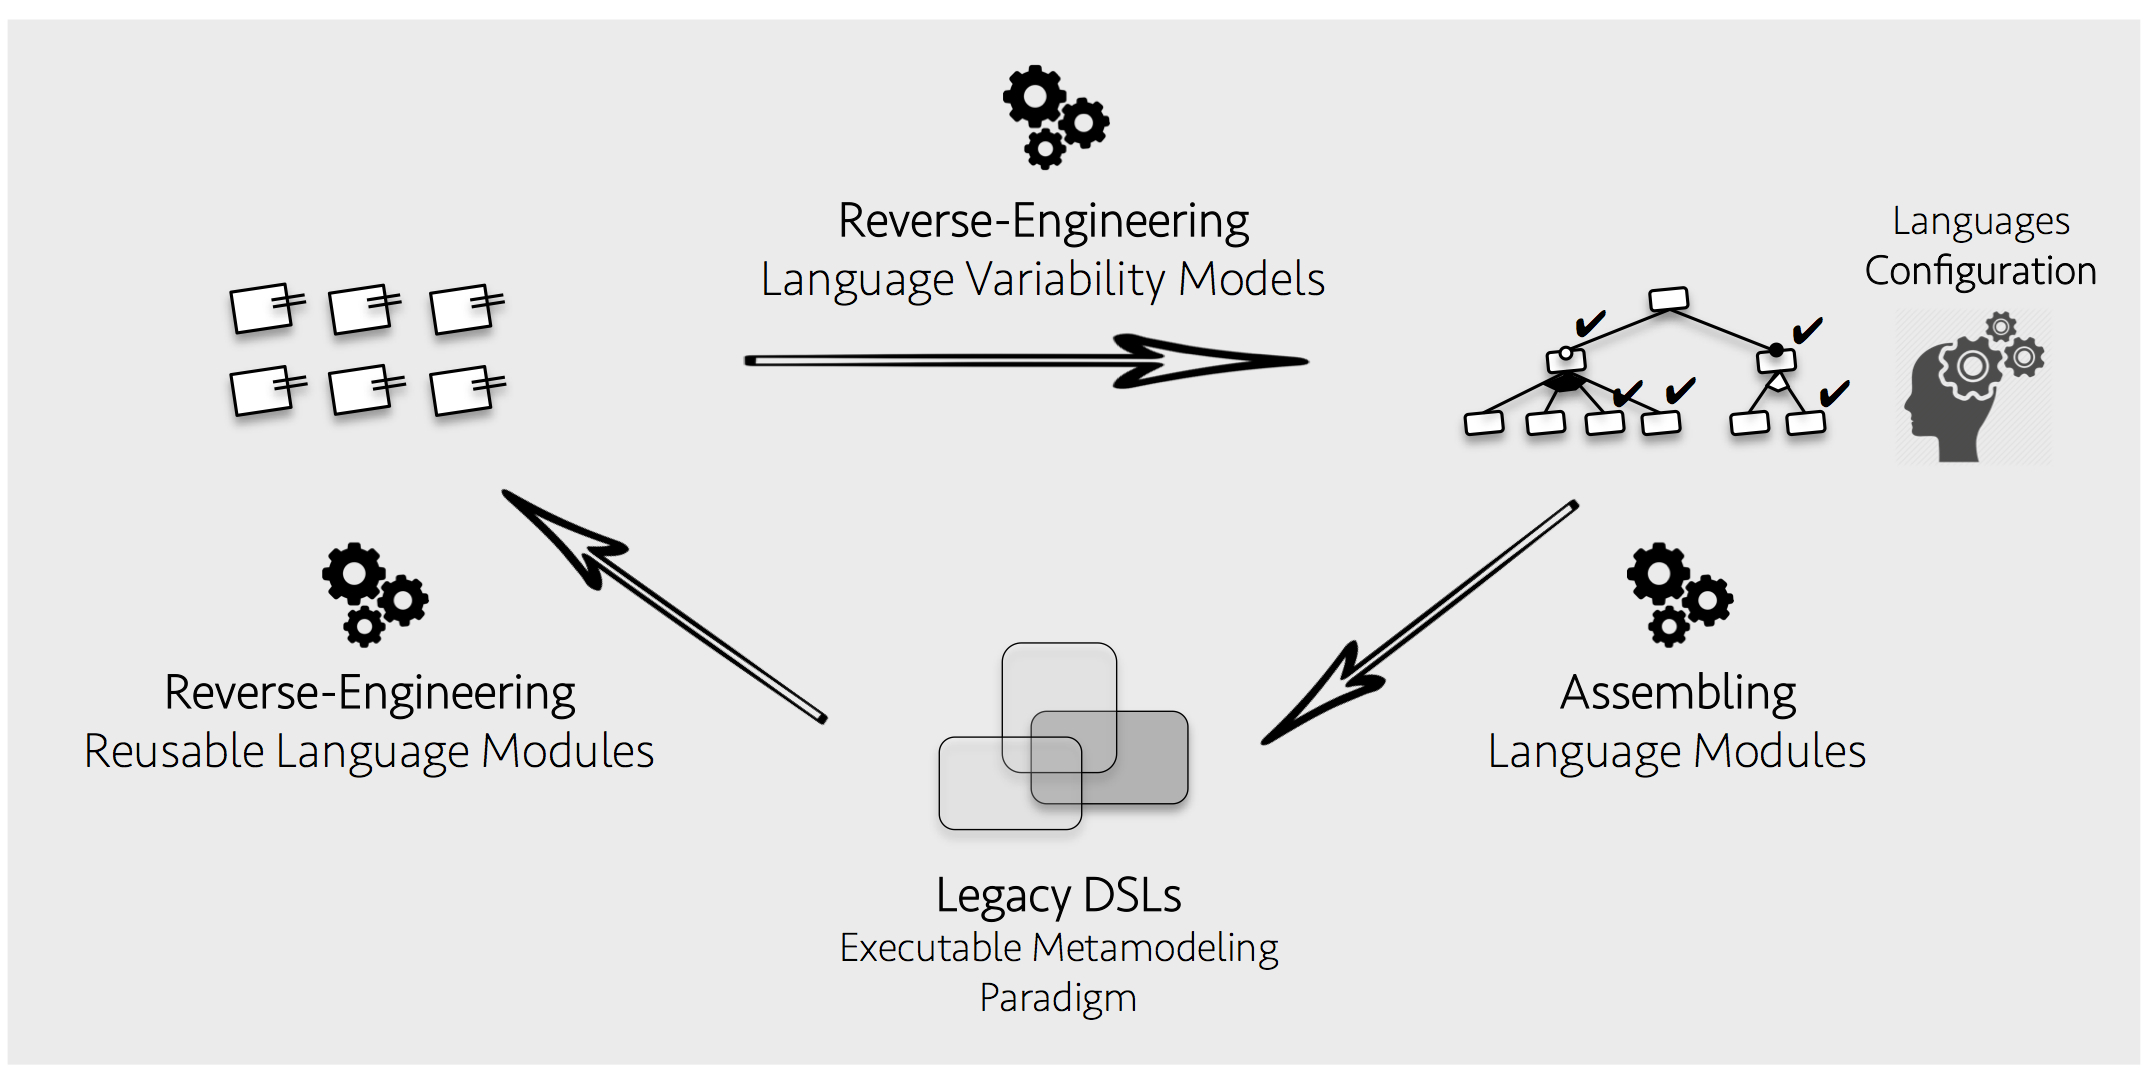 Reverse-Engineering
Language Variability Models
Languages
Configuration
Reverse-Engineering
Reusable Language Modules
Assembling
Language Modules
Legacy DSLs
Executable Metamodeling
Paradigm